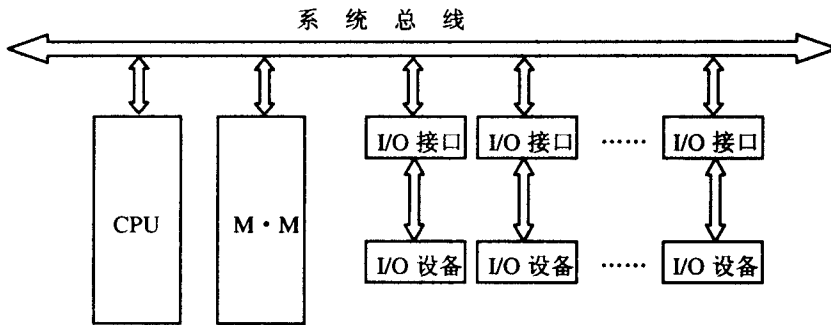 系统总线
I/O 接口 I/O 接口 …… I/O 接口
CPU M·M
I/O 设备 I/O 设备 …… I/O 设备